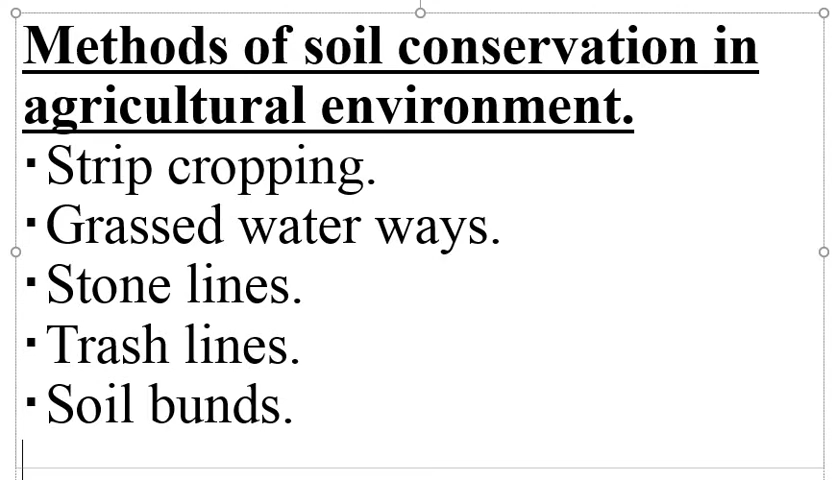 Methods of soil conservation in
agricultural environment.
▪Strip cropping.
▪Grassed water ways.
▪Stone lines.
▪Trash lines.
▪Soil bunds.